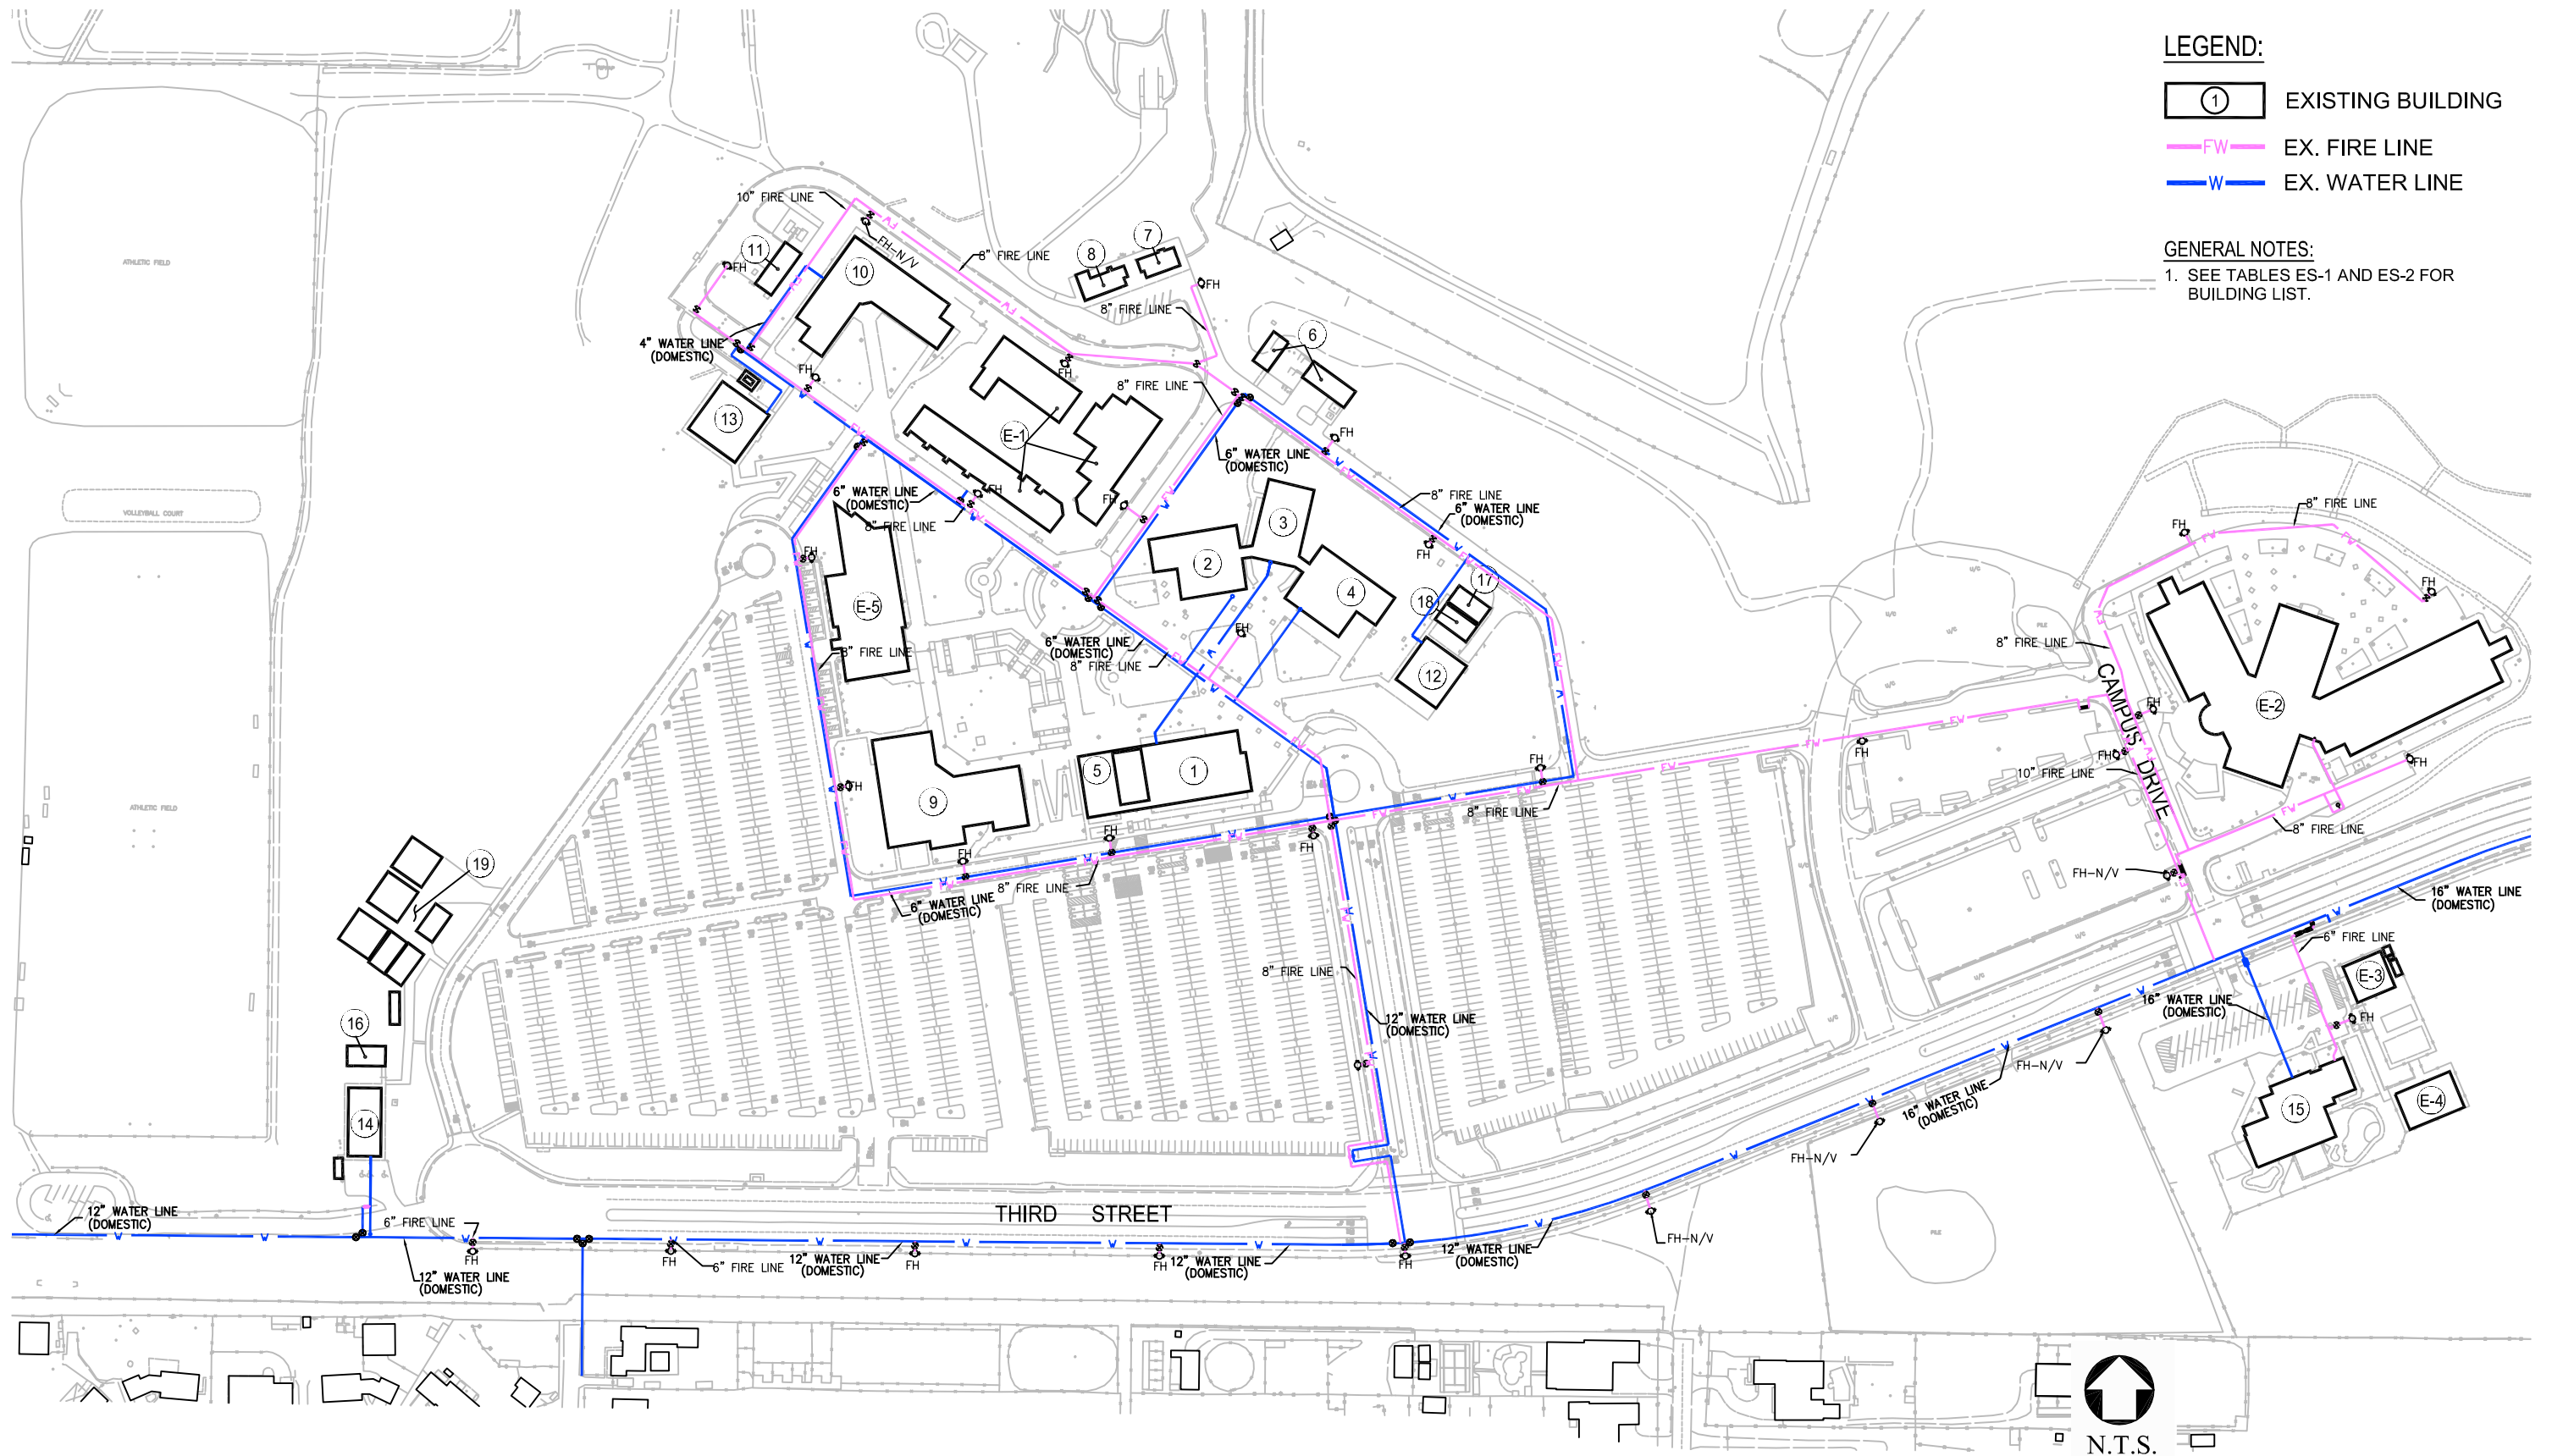 LEGEND:
1 EXISTING BUILDING
FW EX. FIRE LINE
W EX. WATER LINE
GENERAL NOTES:
1. SEE TABLES ES-1 AND ES-2 FOR
BUILDING LIST.
ATHLETIC FIELD
VOLLEYBALL COURT
ATHLETIC FIELD
10" FIRE LINE
FH-N/V
8" FIRE LINE
11
FH
10
8
7
FH
8" FIRE LINE
4" WATER LINE
(DOMESTIC)
FH
13
FH
6
8" FIRE LINE
E-1
FH
6" WATER LINE
(DOMESTIC)
6" WATER LINE
(DOMESTIC)
FH
8" FIRE LINE
FH
8" FIRE LINE
6" WATER LINE
(DOMESTIC)
FH
FH
3
2
4
17
18
12
E-5
8" FIRE LINE
FH
6" WATER LINE
(DOMESTIC)
8" FIRE LINE
5
1
9
FH
FH
FH
FH
FH
8" FIRE LINE
8" FIRE LINE
6" WATER LINE
(DOMESTIC)
8" FIRE LINE
12" WATER LINE
(DOMESTIC)
8" FIRE LINE
FH
FH
8" FIRE LINE
CAMPUS DRIVE
E-2
FH
FH
FH
FH
10" FIRE LINE
8" FIRE LINE
FH-N/V
16" WATER LINE
(DOMESTIC)
6" FIRE LINE
E-3
16" WATER LINE
(DOMESTIC)
FH
15
E-4
FH-N/V
16" WATER LINE
(DOMESTIC)
FH-N/V
FH-N/V
PILE
PILE
19
16
14
THIRD STREET
12" WATER LINE
(DOMESTIC)
6" FIRE LINE
FH
12" WATER LINE
(DOMESTIC)
FH
6" FIRE LINE
12" WATER LINE
(DOMESTIC)
FH
FH
12" WATER LINE
(DOMESTIC)
FH
12" WATER LINE
(DOMESTIC)
N.T.S.